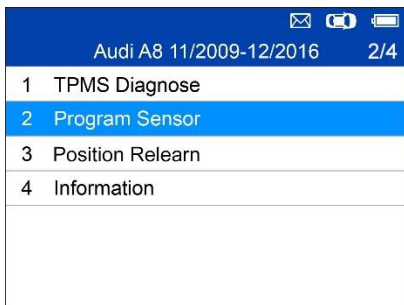 Audi A8 11/2009-12/2016 2/4
1 TPMS Diagnose
2 Program Sensor
3 Position Relearn
4 Information